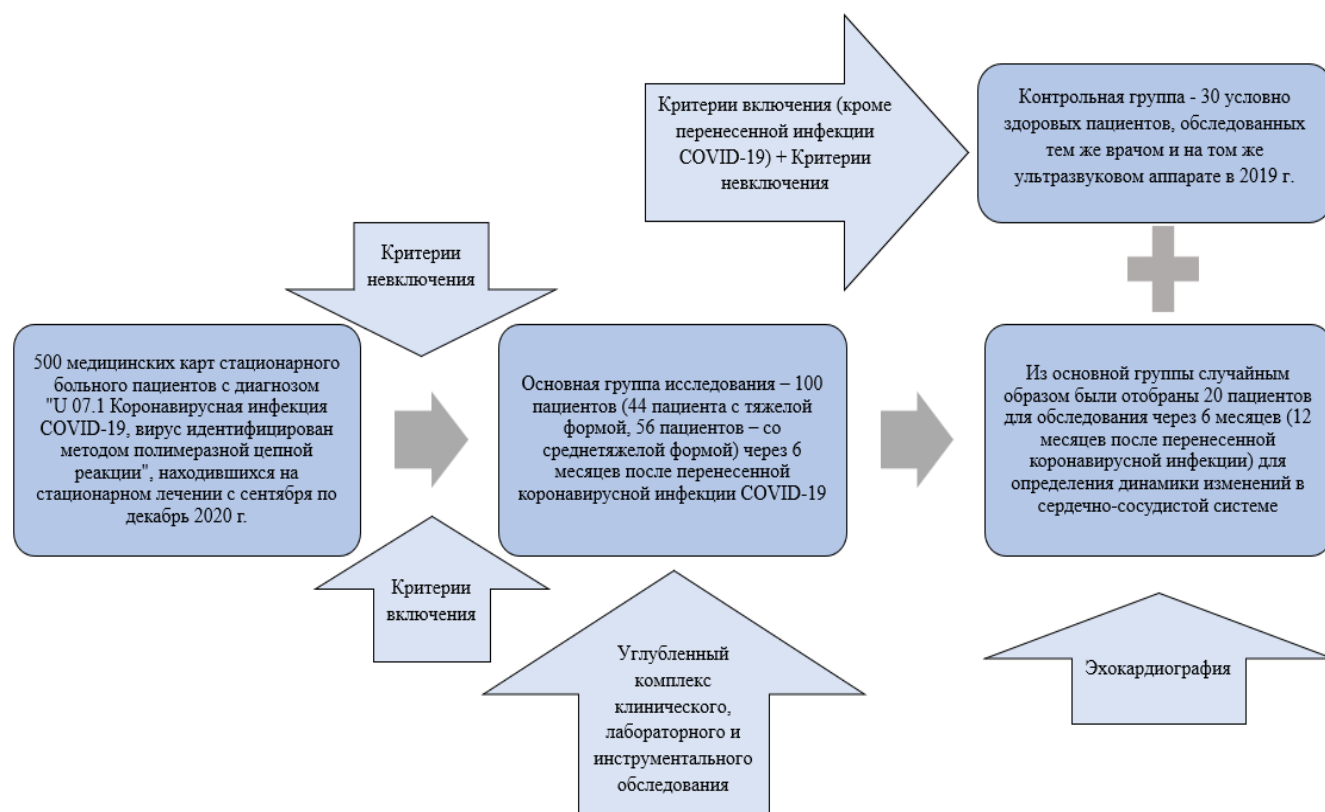 Критерии включения (кроме
перенесенной инфекции
COVID-19) + Критерии
невключения
Контрольная группа - 30 условно
здоровых пациентов, обследованных
тем же врачом и на том же
ультразвуковом аппарате в 2019 г.
Критерии
невключения
500 медицинских карт стационарного
больного пациентов с диагнозом
"U 07.1 Коронавирусная инфекция
COVID-19, вирус идентифицирован
методом полимеразной цепной
реакции", находившихся на
стационарном лечении с сентября по
декабрь 2020 г.
Основная группа исследования – 100
пациентов (44 пациента с тяжелой
формой, 56 пациентов – со
среднетяжелой формой) через 6
месяцев после перенесенной
коронавирусной инфекции COVID-19
Из основной группы случайным
образом были отобраны 20 пациентов
для обследования через 6 месяцев (12
месяцев после перенесенной
коронавирусной инфекции) для
определения динамики изменений в
сердечно-сосудистой системе
Критерии
включения
Углубленный
комплекс
клинического,
лабораторного и
инструментального
обследования
Эхокардиография